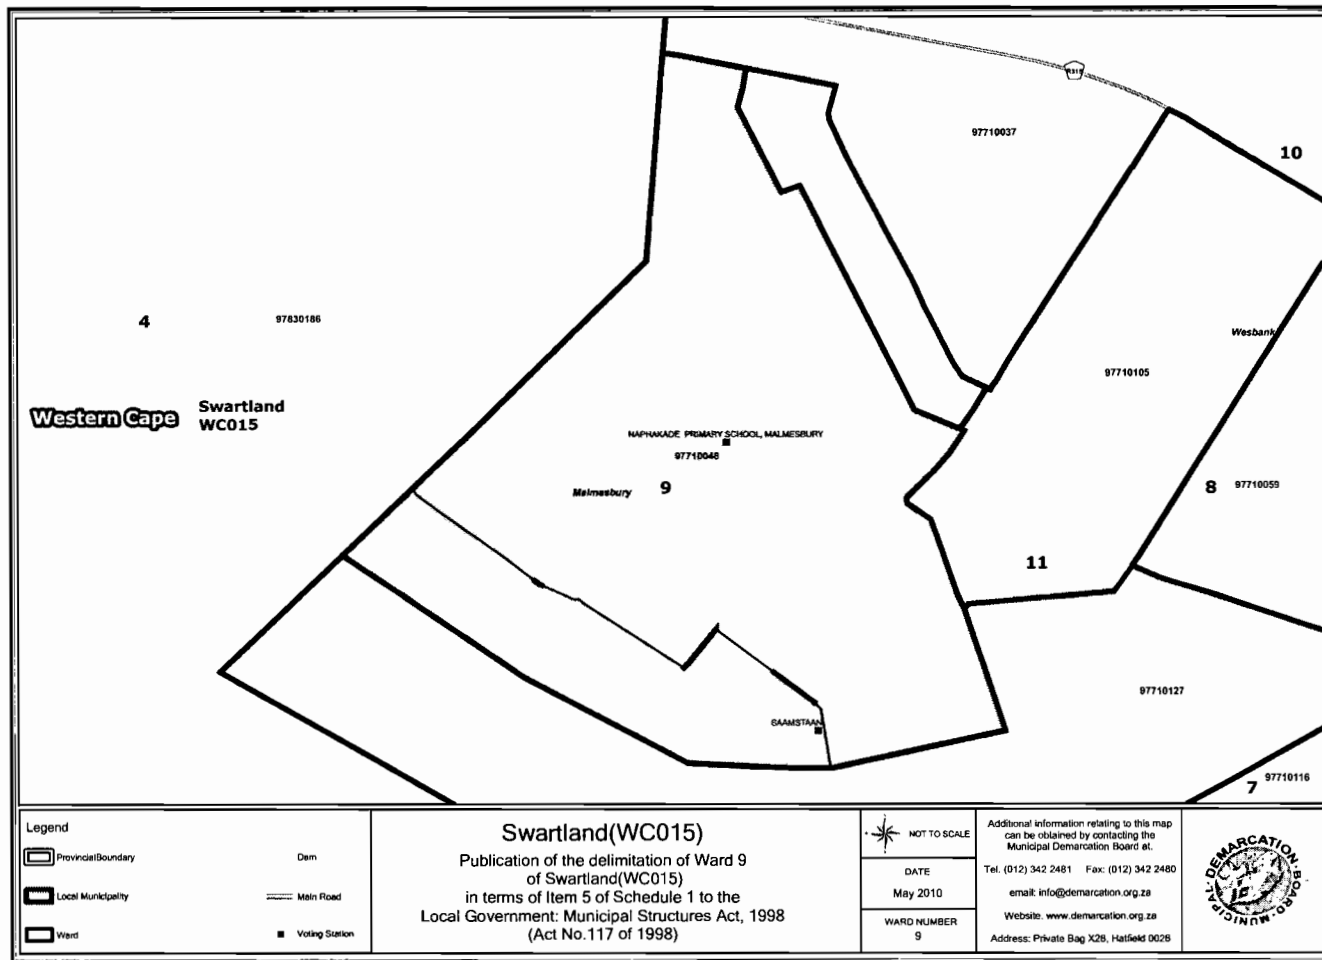 R315
97710037
10
4
97830186
Wesbank
97710105
Western Cape
Swartland
WC015
NAPHAKADE PRIMARY SCHOOL, MALMESBURY
97710048
Malmesbury
9
8
97710059
11
97710127
SAAMSTAAN
7
97710116
Legend
ProvincialBoundary
Dam
Local Municipality
Main Road
Ward
Voting Station
Swartland(WC015)
Publication of the delimitation of Ward 9
of Swartland(WC015)
in terms of Item 5 of Schedule 1 to the
Local Government: Municipal Structures Act, 1998
(Act No.117 of 1998)
NOT TO SCALE
DATE
May 2010
WARD NUMBER
9
Additional information relating to this map
can be obtained by contacting the
Municipal Demarcation Board at.
Tel. (012) 342 2481 Fax: (012) 342 2480
email: info@demarcation.org.za
Website. www.demarcation.org.za
Address: Private Bag X28, Hatfield 0028
MUNICIPAL DEMARCATION BOARD